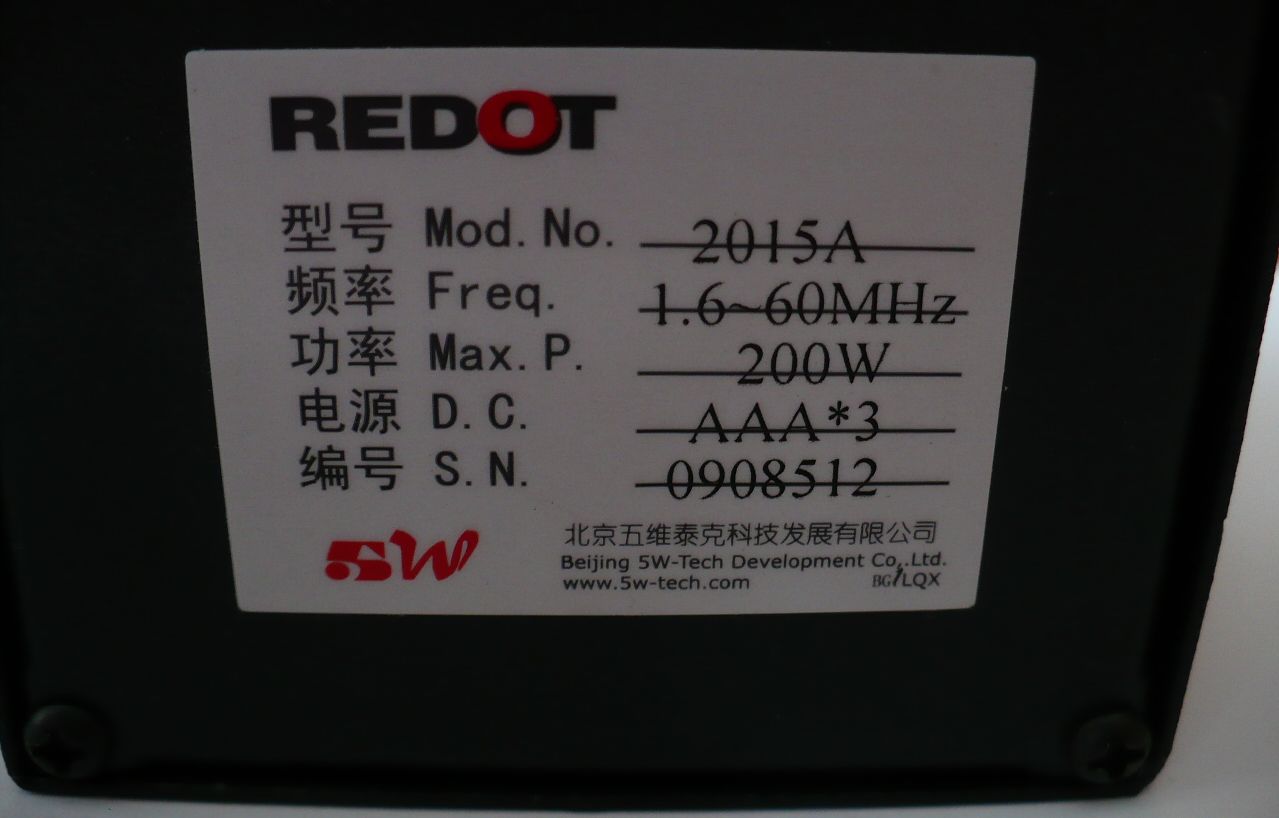 REDOT
型号 Mod.No. 2015A
频率 Freq. 1.6~60MHz
功率 Max.P. 200W
电源 D.C. AAA*3
编号 S.N. 0908512
5W
北京五维泰克科技发展有限公司
Beijing 5W-Tech Development Co,.Ltd.
www.5w-tech.com
BG1LQX